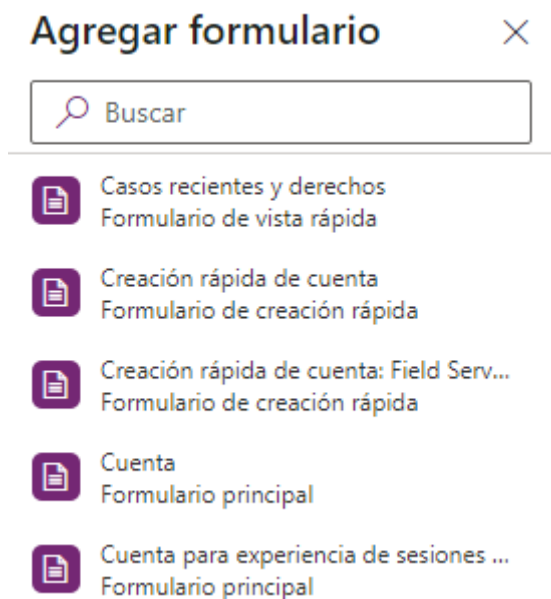 Agregar formulario
Buscar
Casos recientes y derechos
Formulario de vista rápida
Creación rápida de cuenta
Formulario de creación rápida
Creación rápida de cuenta: Field Serv...
Formulario de creación rápida
Cuenta
Formulario principal
Cuenta para experiencia de sesiones ...
Formulario principal